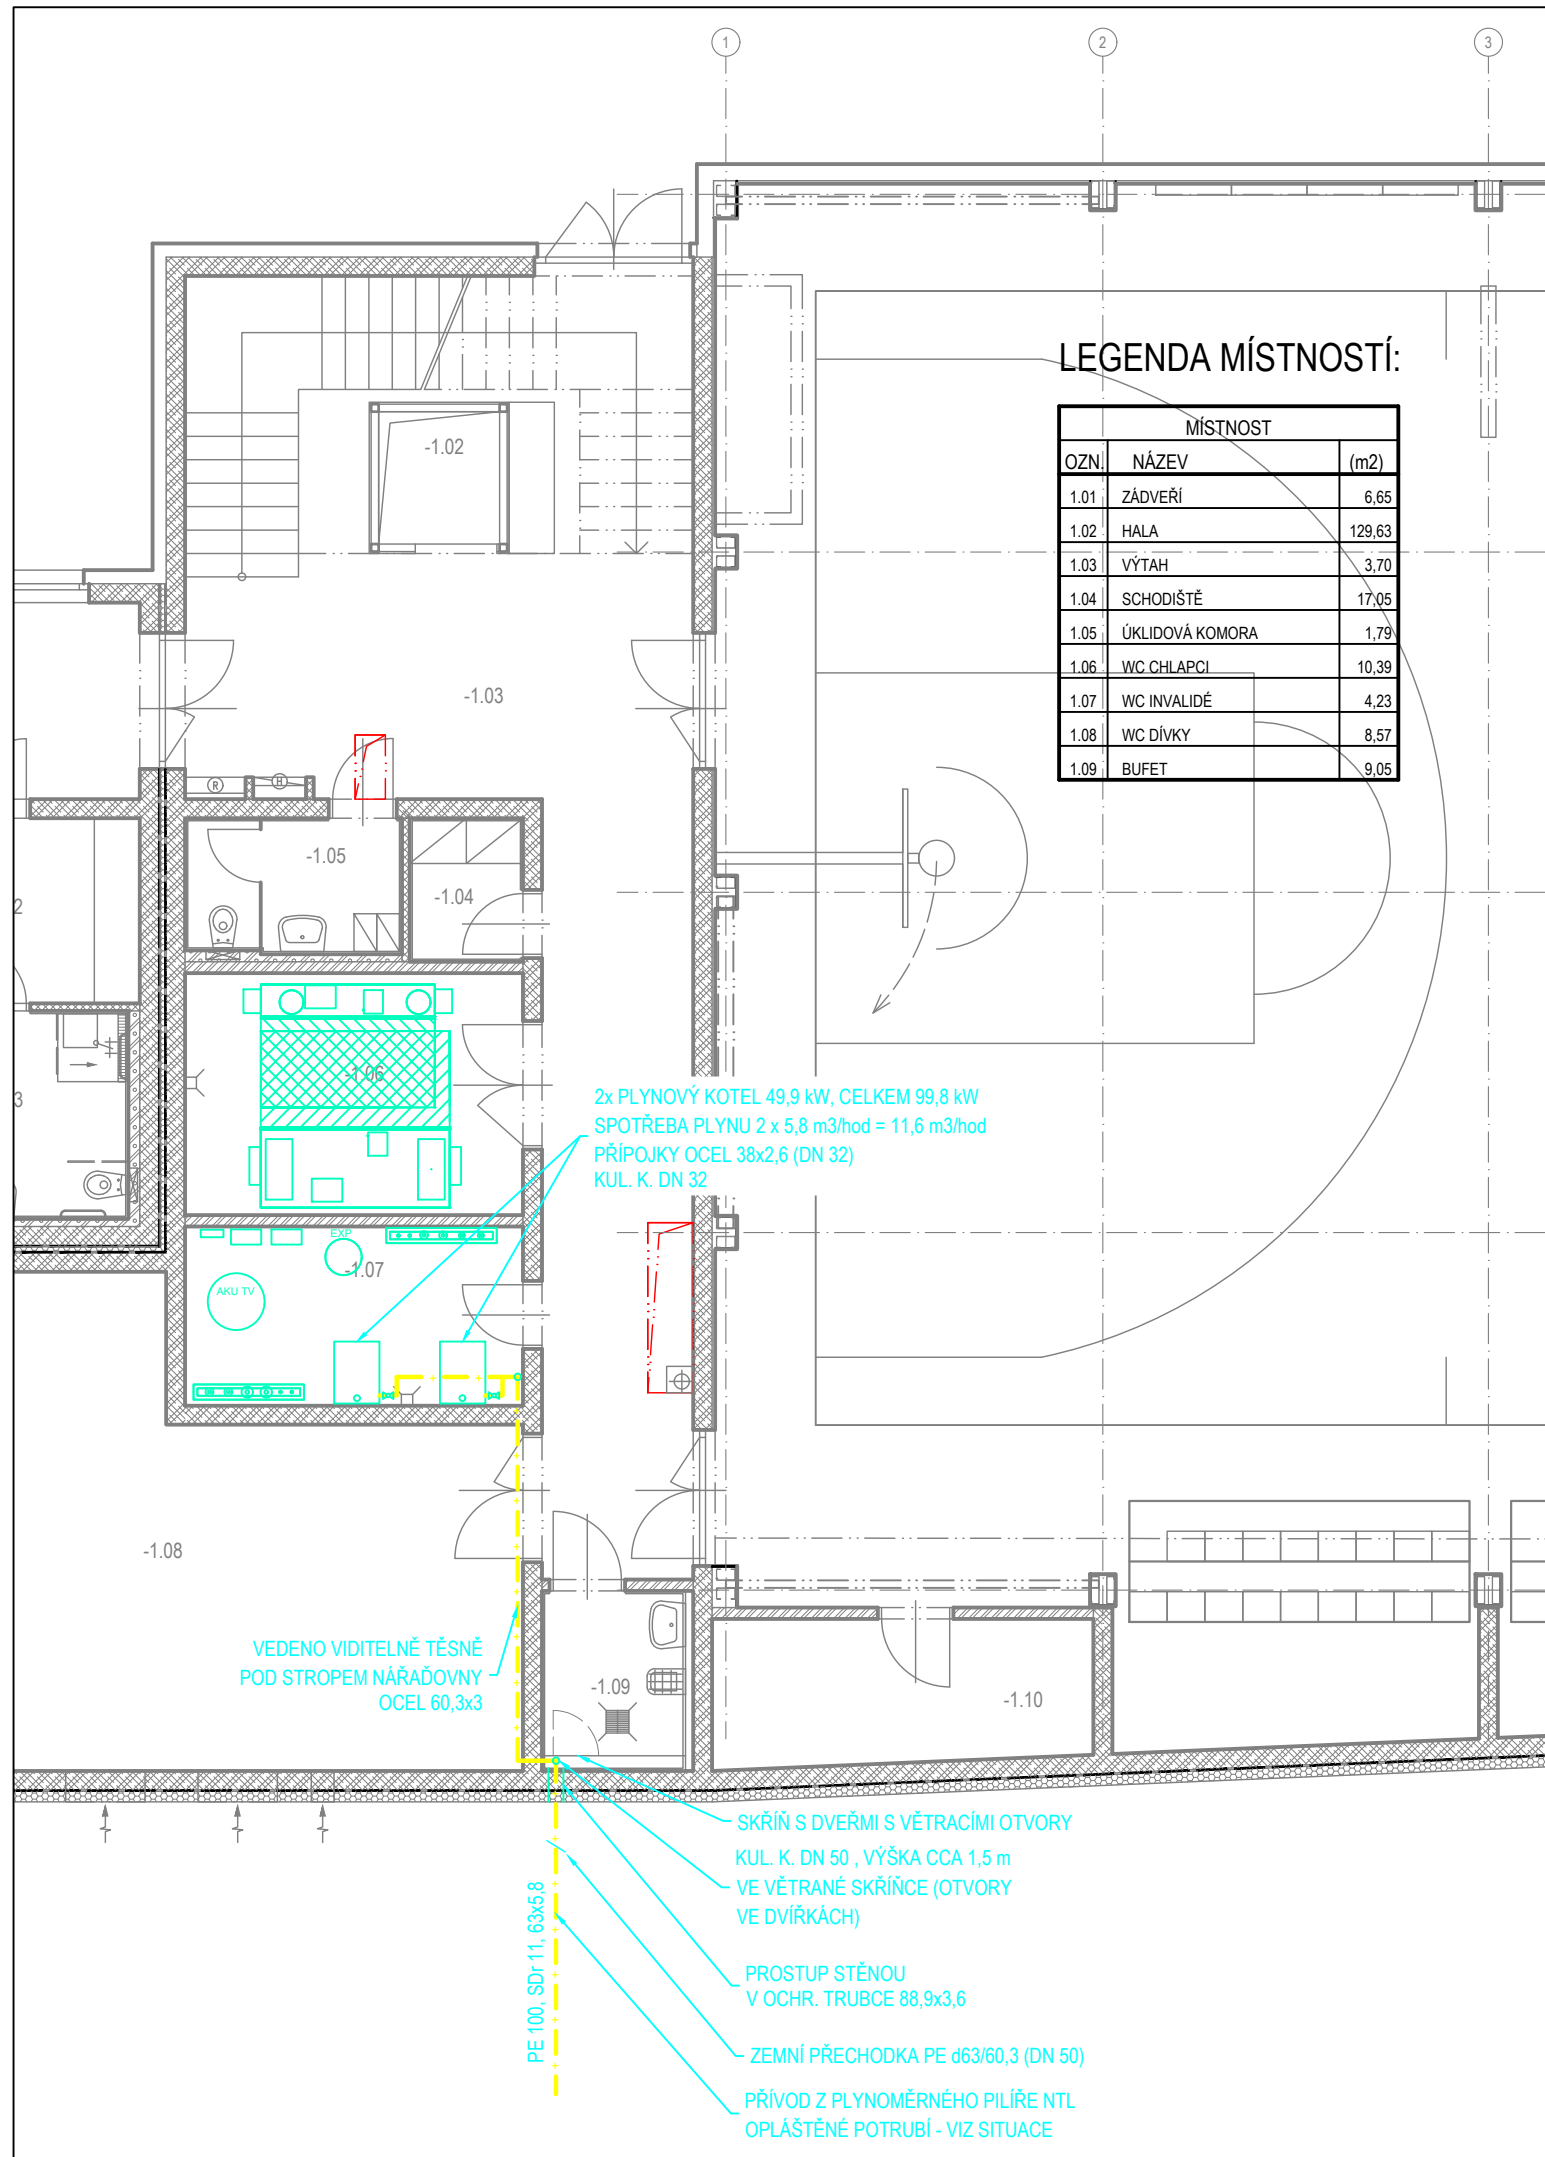 1
2
3
-1.02
LEGENDA MÍSTNOSTÍ:
MÍSTNOST
OZN. NÁZEV (m2)
1.01 ZÁDVEŘÍ 6,65
1.02 HALA 129,63
1.03 VÝTAH 3,70
1.04 SCHODIŠTĚ 17,05
1.05 ÚKLIDOVÁ KOMORA 1,79
1.06 WC CHLAPCI 10,39
1.07 WC INVALIDÉ 4,23
1.08 WC DÍVKY 8,57
1.09 BUFET 9,05
-1.03
R
H
-1.05
-1.04
2
3
-1.06
2x PLYNOVÝ KOTEL 49,9 kW, CELKEM 99,8 kW
SPOTŘEBA PLYNU 2 x 5,8 m3/hod = 11,6 m3/hod
PŘÍPOJKY OCEL 38x2,6 (DN 32)
KUL. K. DN 32
EXP
-1.07
AKU TV
-1.08
VEDENO VIDITELNĚ TĚSNĚ
POD STROPEM NÁŘAĎOVNY
OCEL 60,3x3
-1.09
-1.10
SKŘÍŇ S DVEŘMI S VĚTRACÍMI OTVORY
KUL. K. DN 50 , VÝŠKA CCA 1,5 m
VE VĚTRANÉ SKŘÍŇCE (OTVORY
VE DVÍŘKÁCH)
PE 100, SDr 11, 63x5,8
PROSTUP STĚNOU
V OCHR. TRUBCE 88,9x3,6
ZEMNÍ PŘECHODKA PE d63/60,3 (DN 50)
PŘÍVOD Z PLYNOMĚRNÉHO PILÍŘE NTL
OPLÁŠTĚNÉ POTRUBÍ - VIZ SITUACE